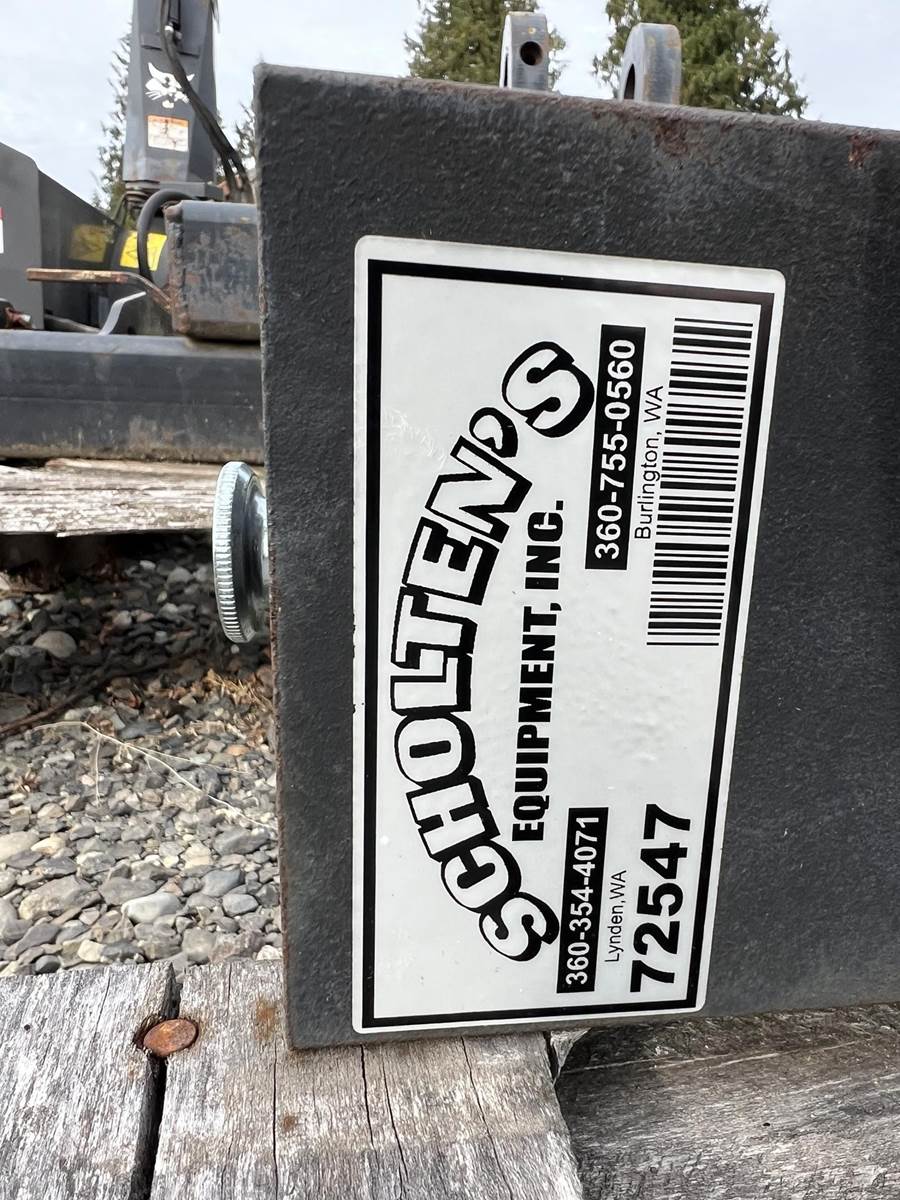 SCHOLTEN'S
EQUIPMENT, INC.
360-354-4071
Lynden, WA
72547
360-755-0560
Burlington, WA